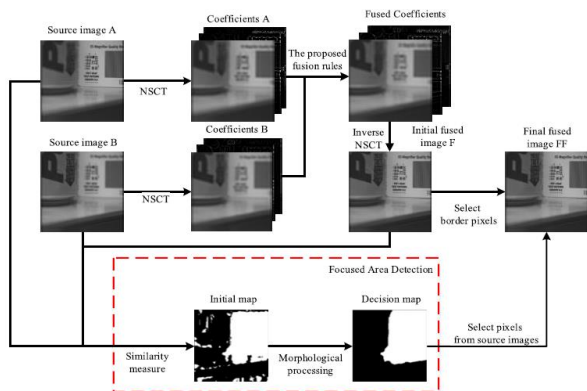 Source image A
Coefficients A
Fused Coefficients
The proposed
fusion rules
NSCT
Source image B
Coefficients B
Inverse
NSCT
Initial fused
image F
Final fused
image FF
NSCT
Select
border pixels
Focused Area Detection
Initial map
Decision map
Similarity
measure
Morphological
processing
Select pixels
from source images